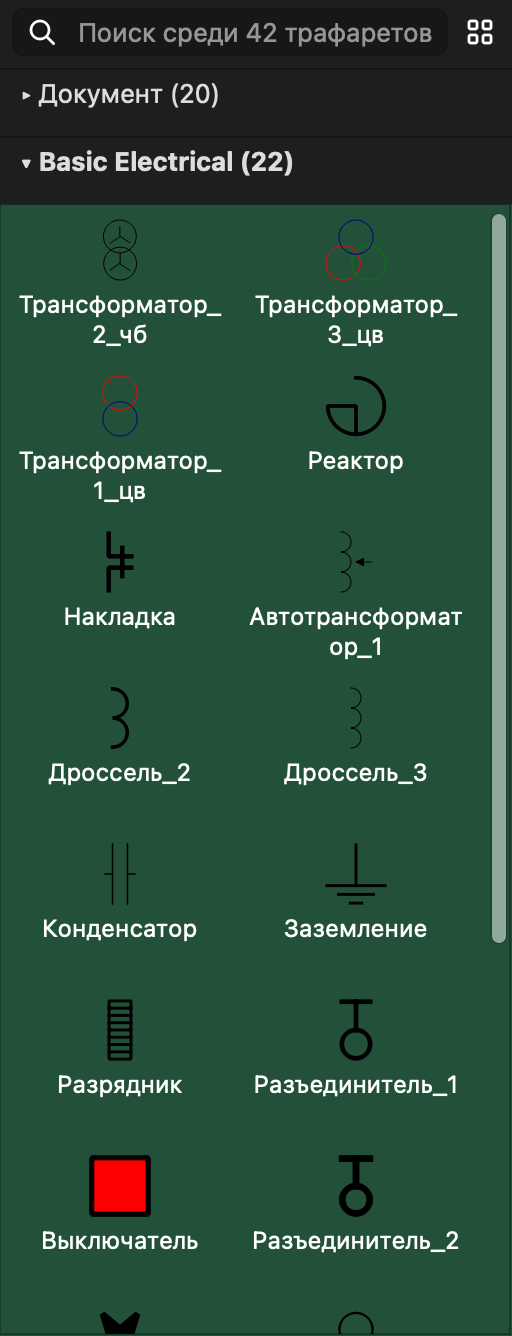 Поиск среди 42 трафаретов
Документ (20)
Basic Electrical (22)
Трансформатор_
2_чб
Трансформатор_
3_цв
Трансформатор_
1_цв
Реактор
Накладка
Автотрансформат
ор_1
Дроссель_2
Дроссель_3
Конденсатор
Заземление
Разрядник
Разъединитель_1
Выключатель
Разъединитель_2